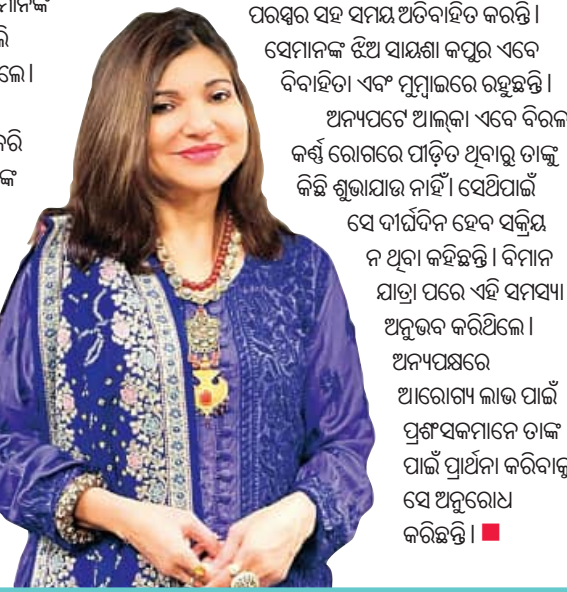 ଲେ।
ପରସ୍ପର ସହ ସମୟ ଅତିବାହିତ କରନ୍ତି।
ସେମାନଙ୍କ ଝିଅ ସାୟଶା କପୁର ଏବେ
ବିବାହିତା ଏବଂ ମୁମ୍ବାଇରେ ରହୁଛନ୍ତି।
ଅନ୍ୟପଟେ ଆଲ୍‌କା ଏବେ ବିରଳ
କର୍ଣ୍ଣ ରୋଗରେ ପୀଡ଼ିତ ଥିବାରୁ ତାଙ୍କୁ
କିଛି ଶୁଭାଯାଉ ନାହିଁ। ସେଥିପାଇଁ
ସେ ଦୀର୍ଘଦିନ ହେବ ସକ୍ରିୟ
ନ ଥିବା କହିଛନ୍ତି। ବିମାନ
ଯାତ୍ରା ପରେ ଏହି ସମସ୍ୟା
ଅନୁଭବ କରିଥିଲେ।
ଅନ୍ୟପକ୍ଷରେ
ଆରୋଗ୍ୟ ଲାଭ ପାଇଁ
ପ୍ରଶଂସକମାନେ ତାଙ୍କ
ପାଇଁ ପ୍ରାର୍ଥନା କରିବାକୁ
ସେ ଅନୁରୋଧ
କରିଛନ୍ତି।